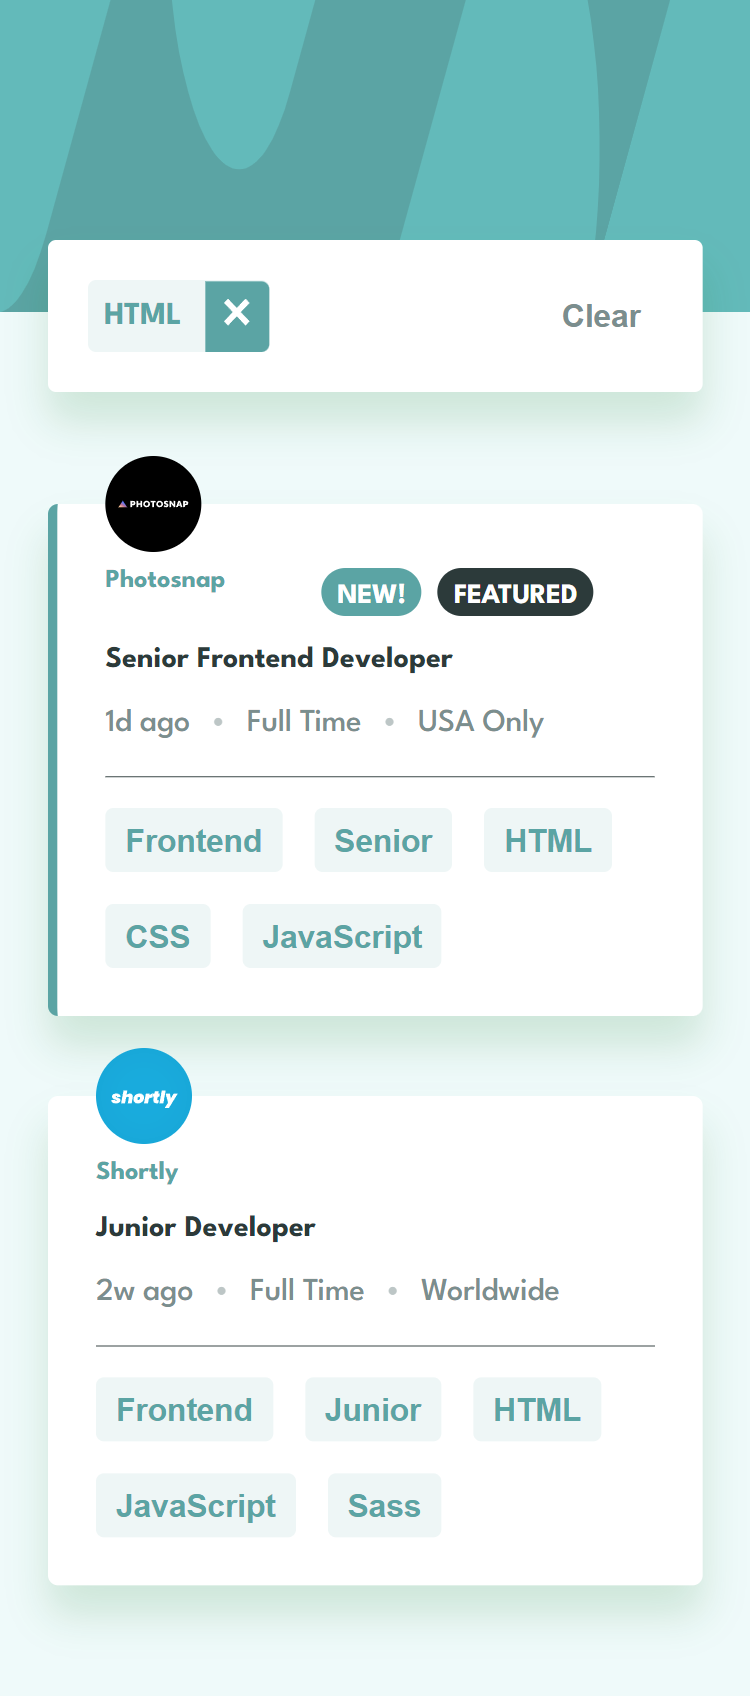 HTML ✕ Clear
PHOTOSNAP
Photosnap NEW! FEATURED
Senior Frontend Developer
1d ago • Full Time • USA Only
Frontend Senior HTML
CSS JavaScript
shortly
Shortly
Junior Developer
2w ago • Full Time • Worldwide
Frontend Junior HTML
JavaScript Sass